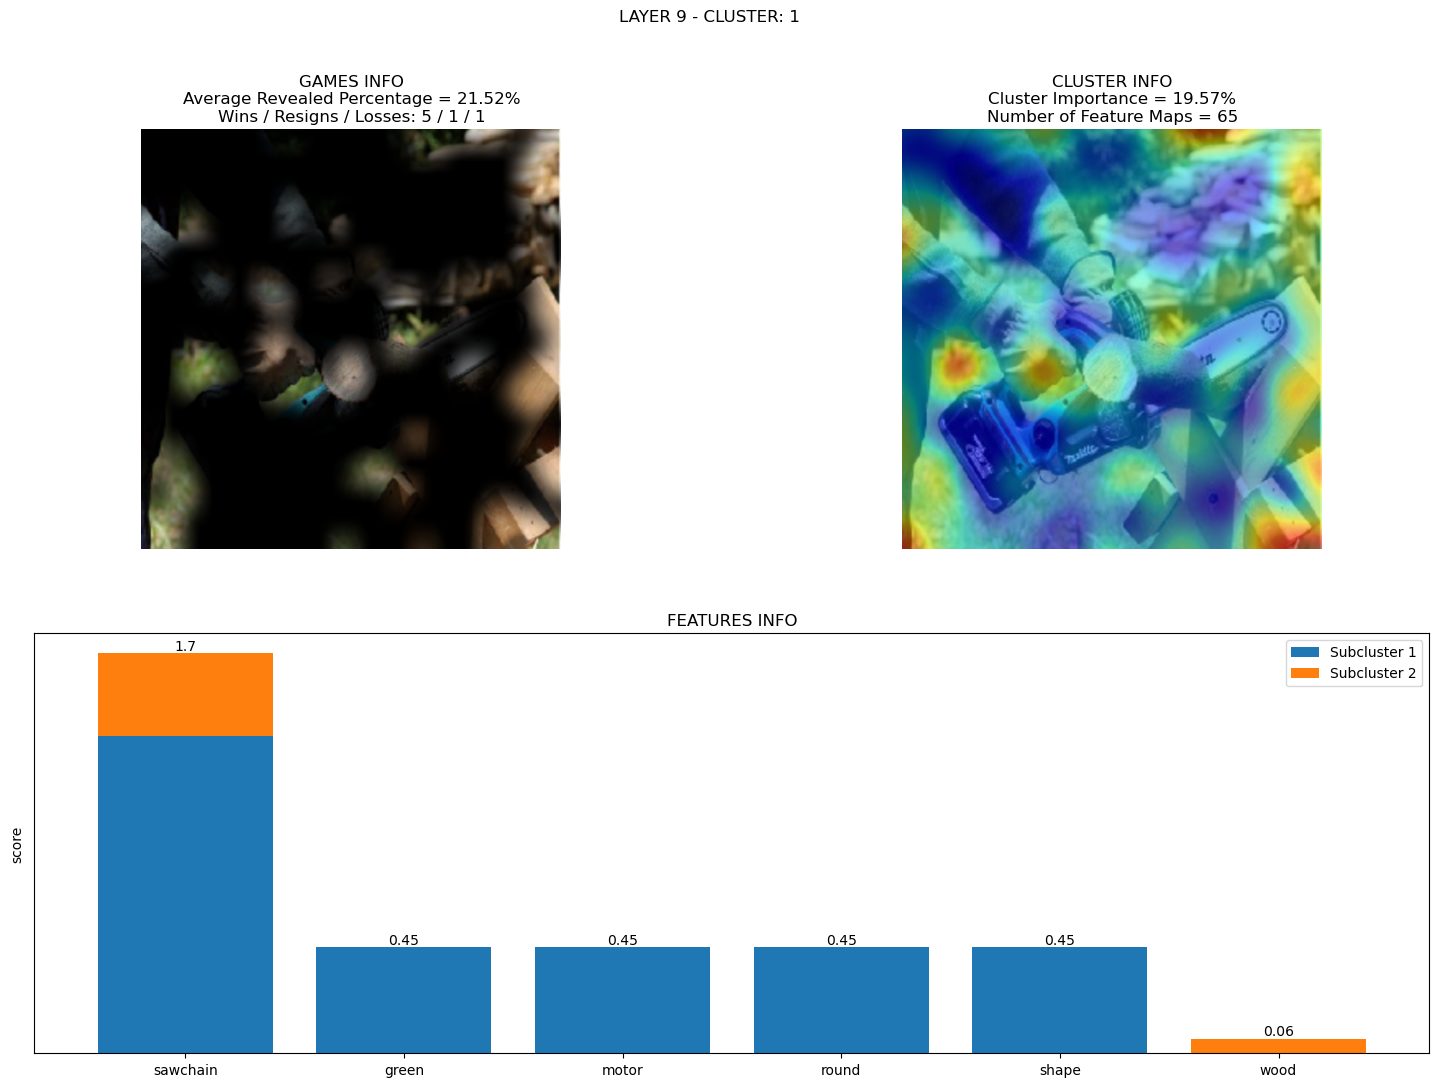 LAYER 9 - CLUSTER: 1
GAMES INFO
Average Revealed Percentage = 21.52%
Wins / Resigns / Losses: 5 / 1 / 1
CLUSTER INFO
Cluster Importance = 19.57%
Number of Feature Maps = 65
makita
FEATURES INFO
Subcluster 1
Subcluster 2
score
1.7
0.45
0.45
0.45
0.45
0.06
sawchain
green
motor
round
shape
wood